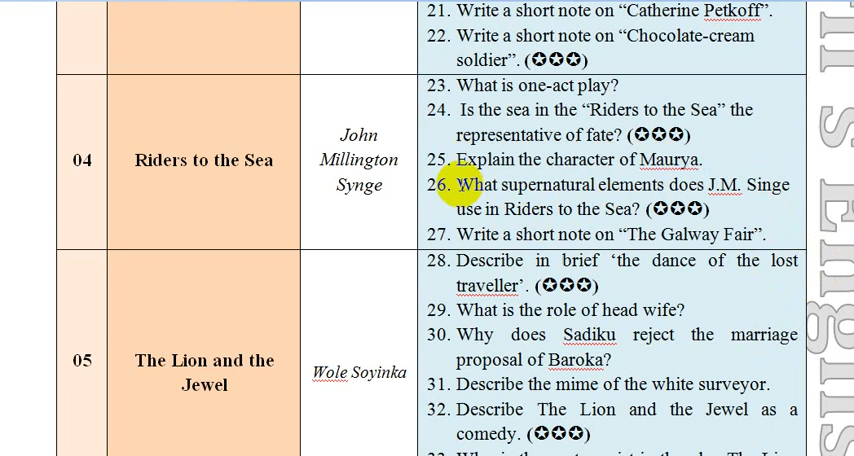 21. Write a short note on “Catherine Petkoff”.
22. Write a short note on “Chocolate-cream
soldier”. (✪✪✪)
04
Riders to the Sea
John
Millington
Synge
23. What is one-act play?
24. Is the sea in the “Riders to the Sea” the
representative of fate? (✪✪✪)
25. Explain the character of Maurya.
26. What supernatural elements does J.M. Singe
use in Riders to the Sea? (✪✪✪)
27. Write a short note on “The Galway Fair”.
05
The Lion and the
Jewel
Wole Soyinka
28. Describe in brief ‘the dance of the lost
traveller’. (✪✪✪)
29. What is the role of head wife?
30. Why does Sadiku reject the marriage
proposal of Baroka?
31. Describe the mime of the white surveyor.
32. Describe The Lion and the Jewel as a
comedy. (✪✪✪)